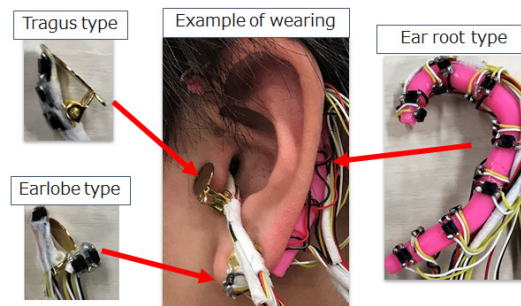 Tragus type
Example of wearing
Ear root type
Earlobe type